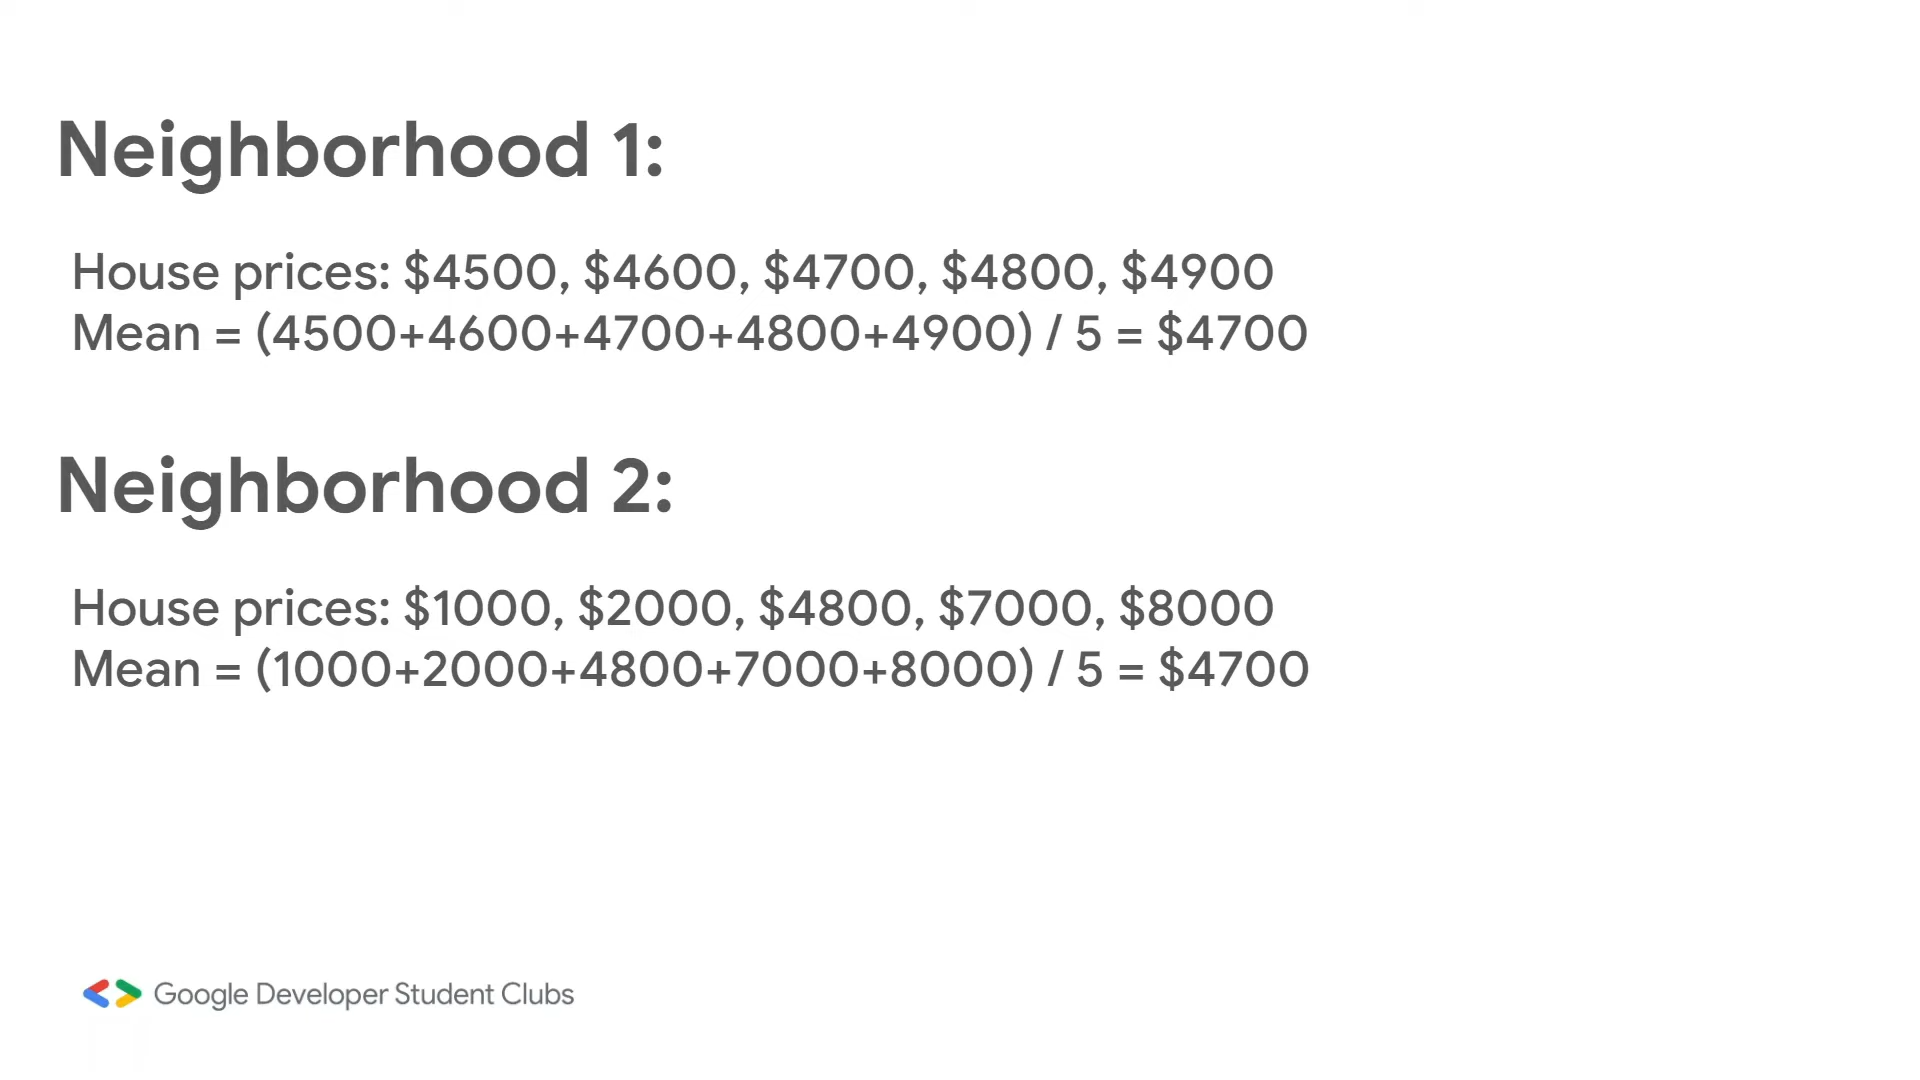 Neighborhood 1:
House prices: $4500, $4600, $4700, $4800, $4900
Mean = (4500+4600+4700+4800+4900) / 5 = $4700
Neighborhood 2:
House prices: $1000, $2000, $4800, $7000, $8000
Mean = (1000+2000+4800+7000+8000) / 5 = $4700
Google Developer Student Clubs